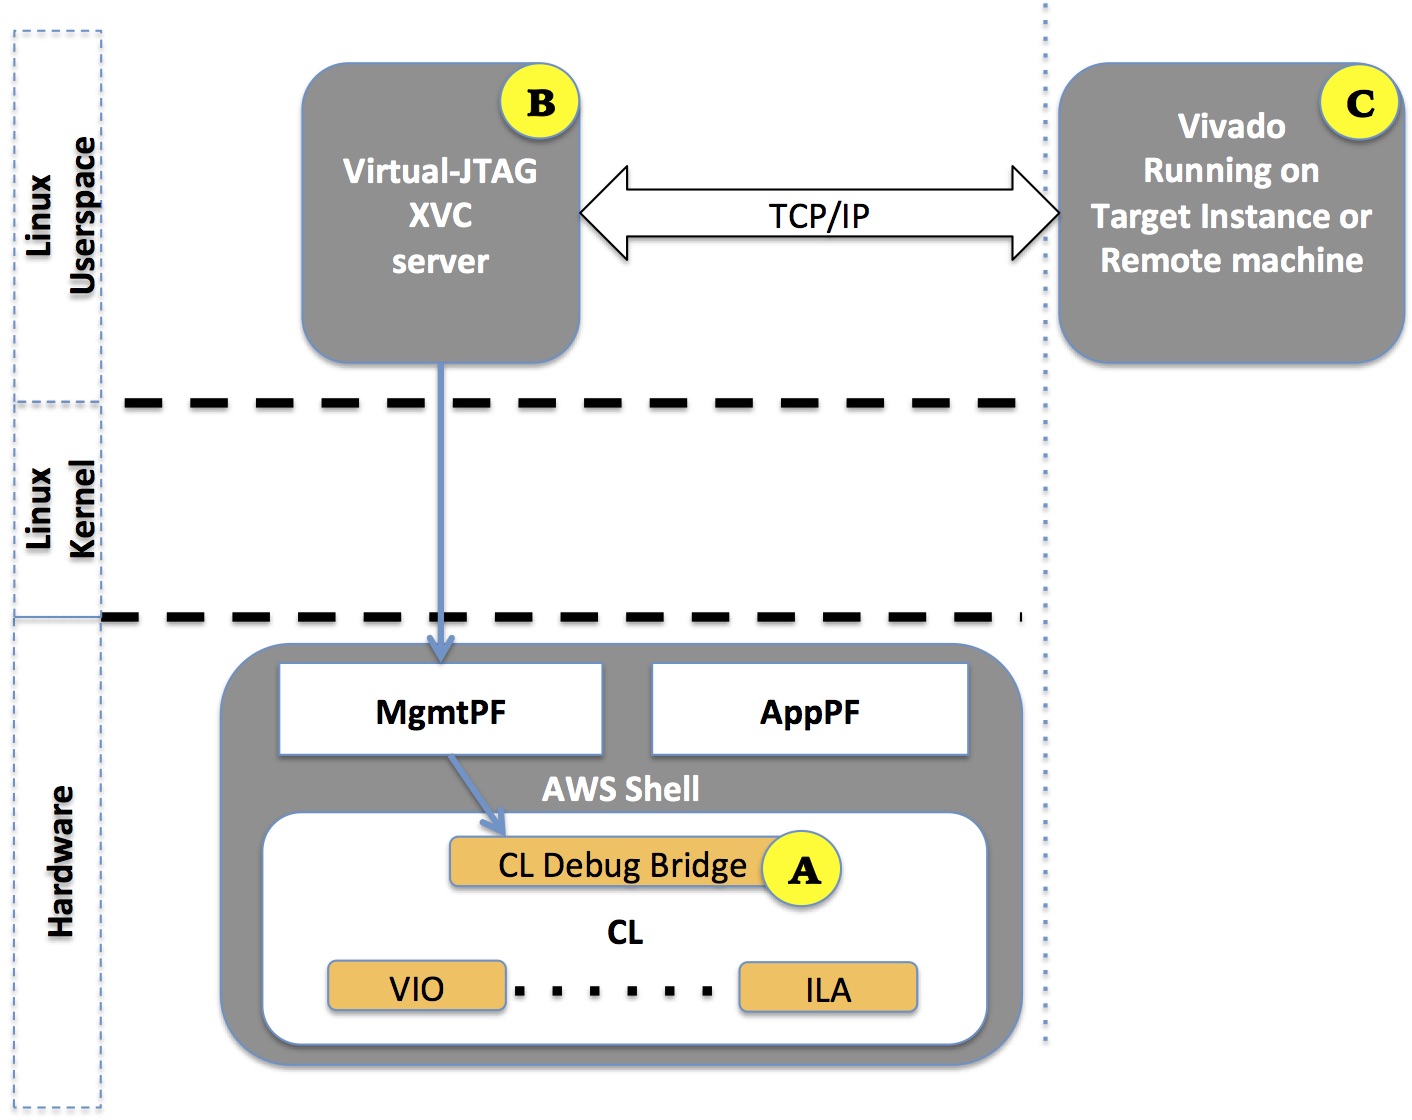 Linux
Userspace
B
Virtual-JTAG
XVC
server
TCP/IP
C
Vivado
Running on
Target Instance or
Remote machine
Linux
Kernel
Hardware
MgmtPF
AppPF
AWS Shell
CL Debug Bridge
A
CL
VIO
ILA